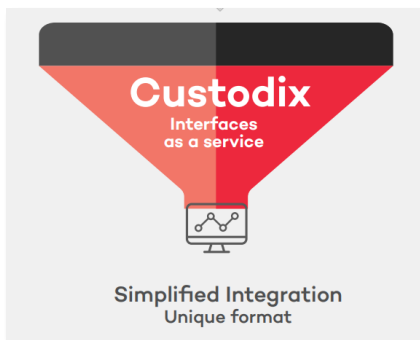 Custodix
Interfaces
as a service
Simplified Integration
Unique format